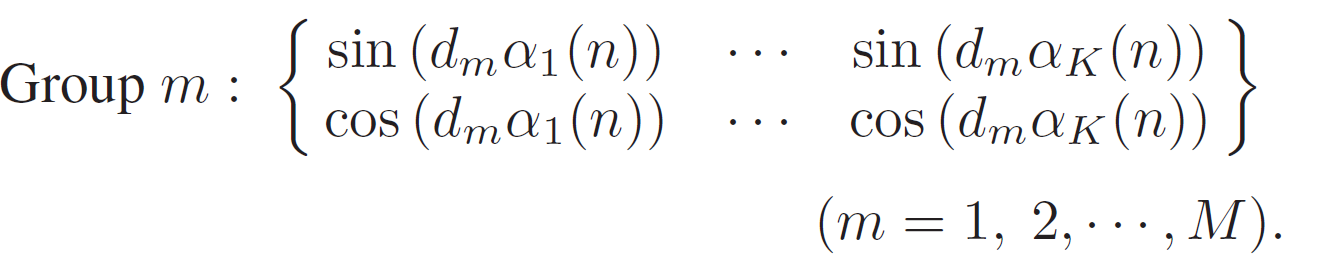 Group m : { sin (d_m α_1(n)) ⋯ sin (d_m α_K(n))
cos (d_m α_1(n)) ⋯ cos (d_m α_K(n)) }
(m = 1, 2, ⋯ , M).